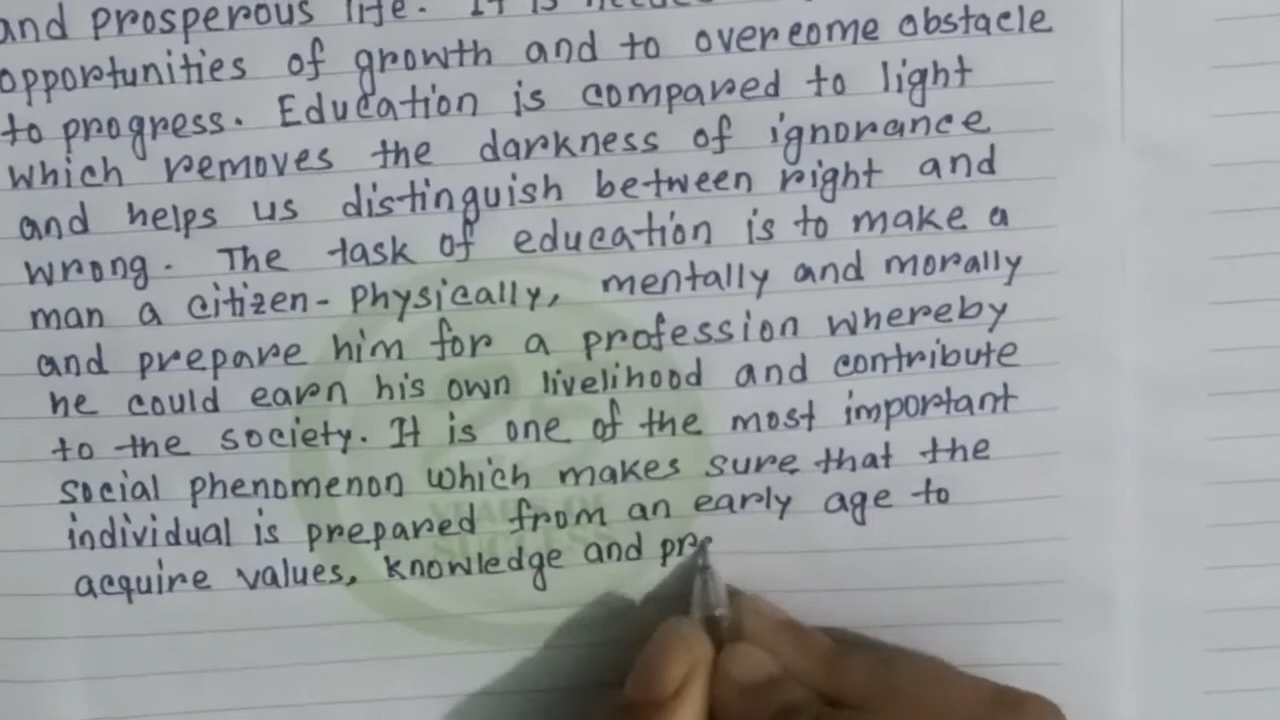 and prosperous life. It is
opportunities of growth and to overcome obstacle
to progress. Education is compared to light
which removes the darkness of ignorance
and helps us distinguish between right and
wrong. The task of education is to make a
man a citizen - physically, mentally and morally
and prepare him for a profession whereby
he could earn his own livelihood and contribute
to the society. It is one of the most important
social phenomenon which makes sure that the
individual is prepared from an early age to
acquire values, knowledge and pre